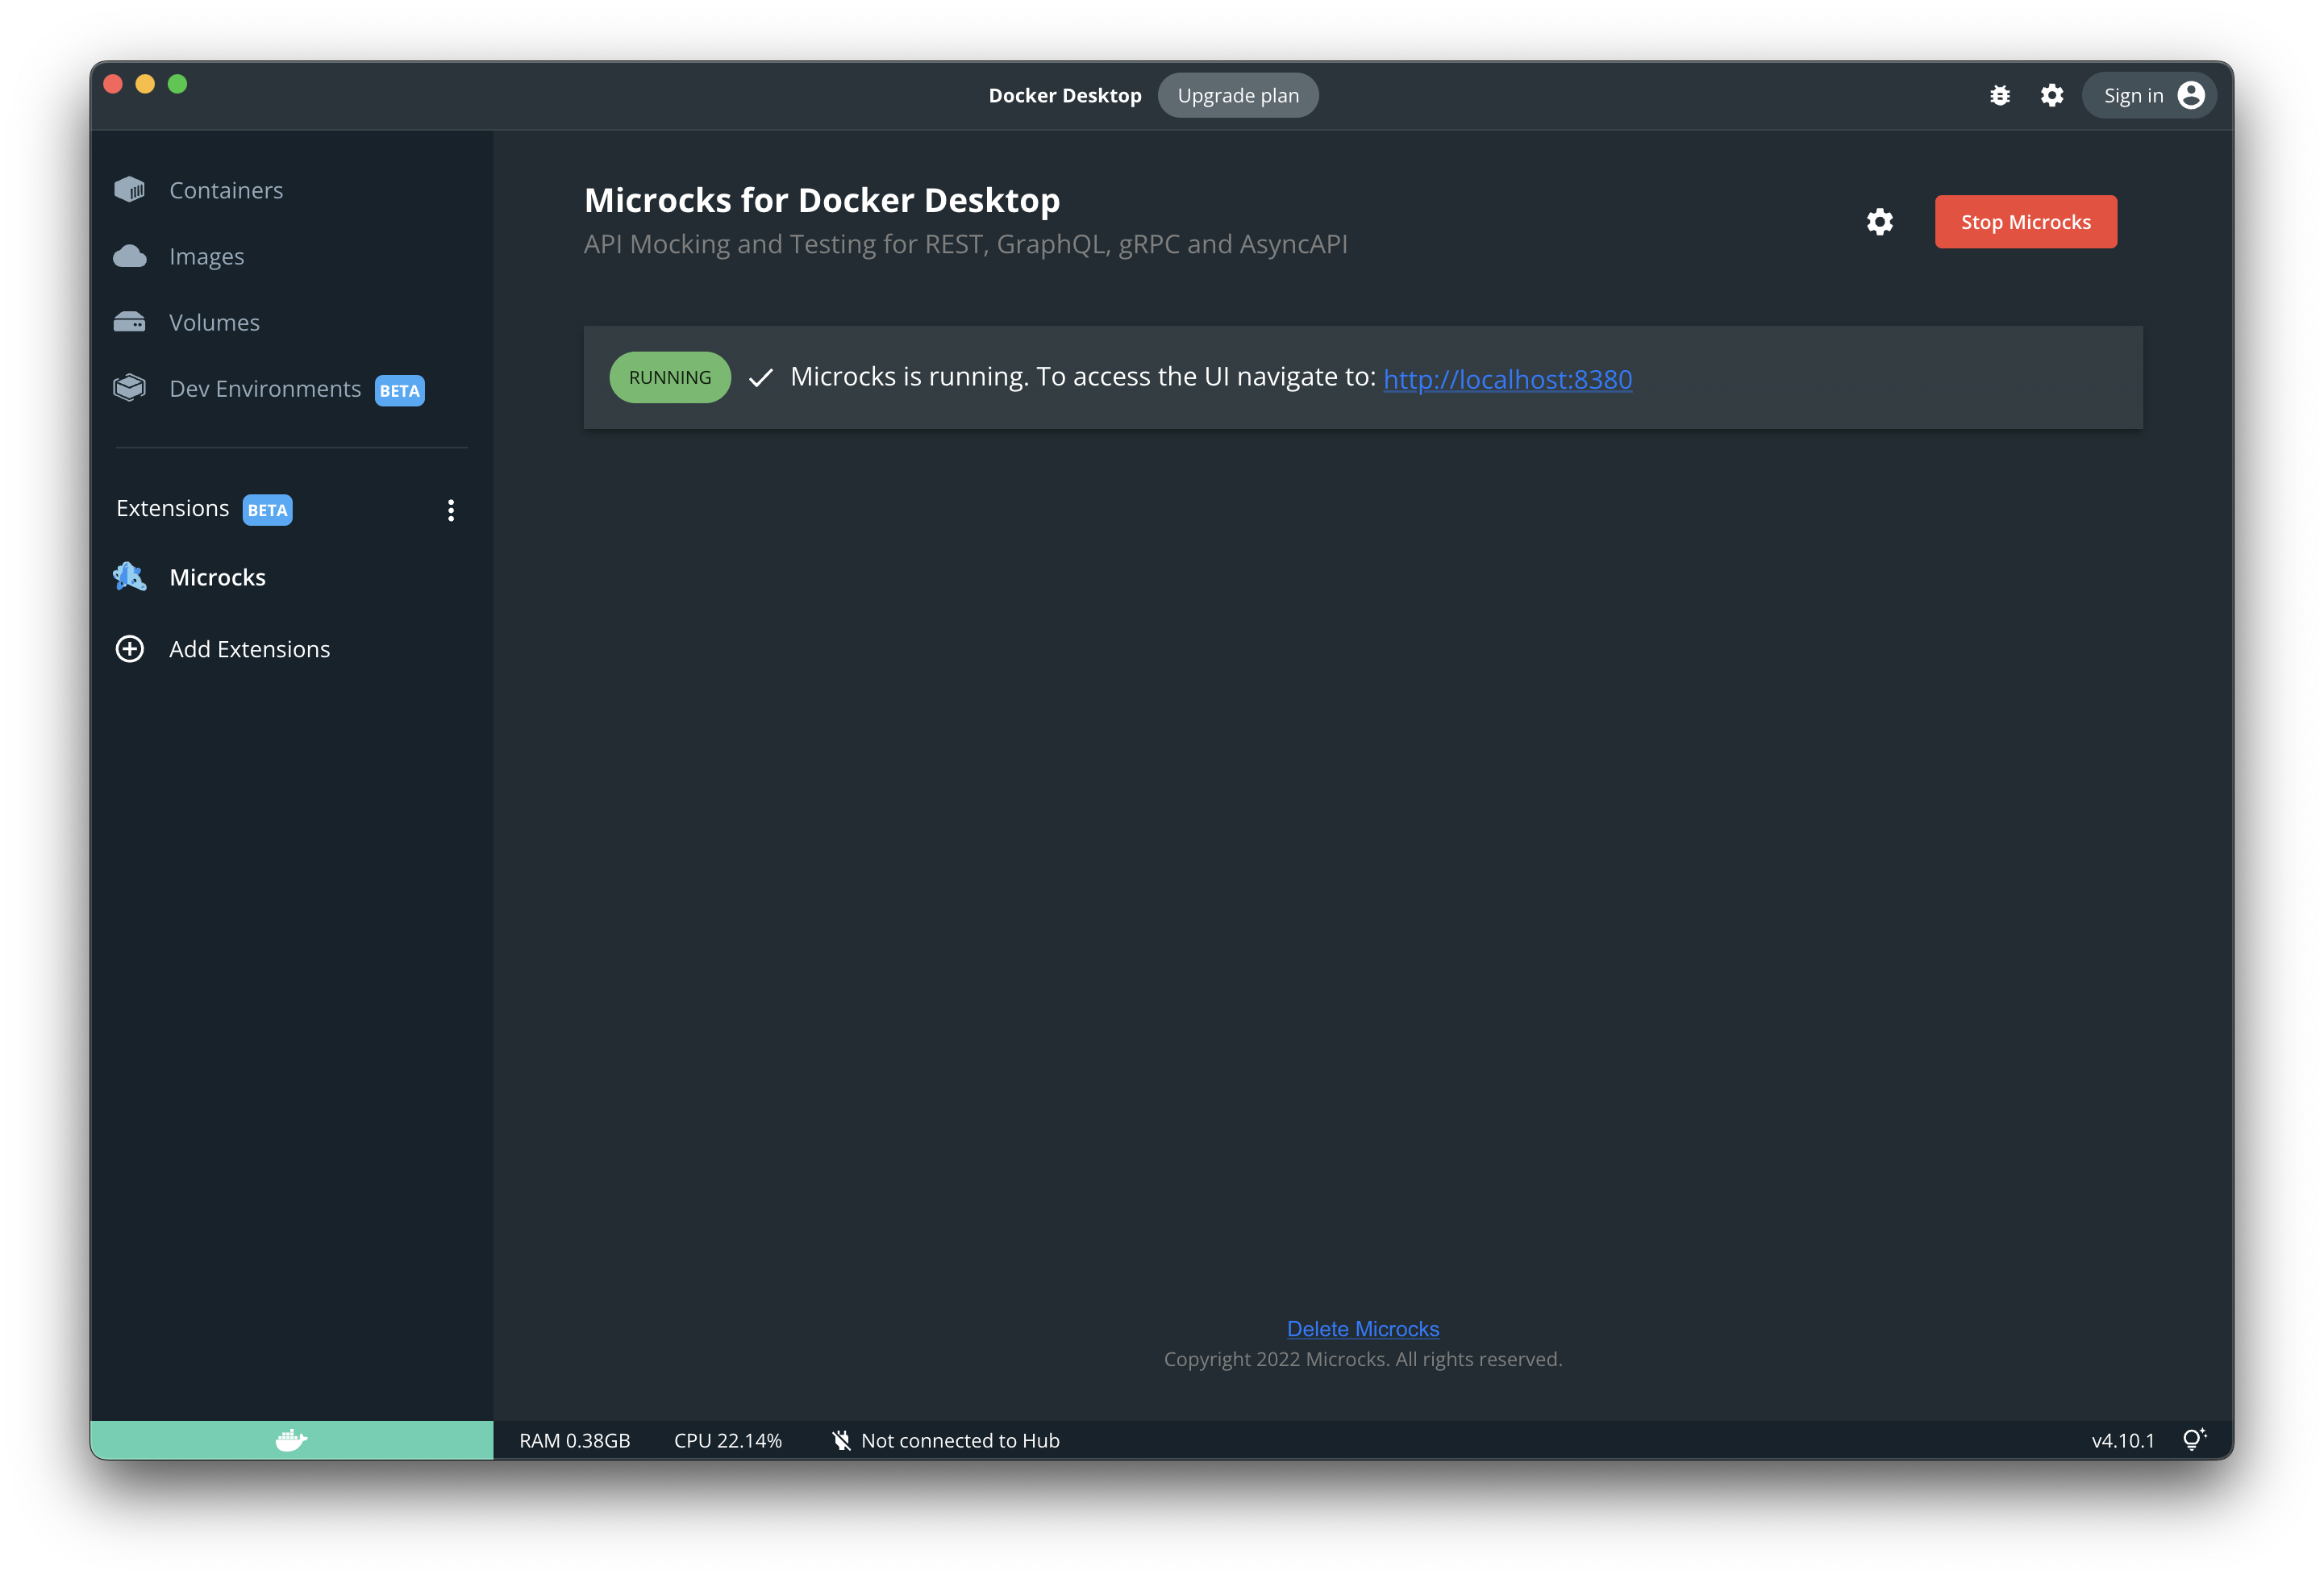 Docker Desktop Upgrade plan
Sign in
Containers
Images
Volumes
Dev Environments BETA
Extensions BETA
Microcks
Add Extensions
Microcks for Docker Desktop
API Mocking and Testing for REST, GraphQL, gRPC and AsyncAPI
Stop Microcks
RUNNING Microcks is running. To access the UI navigate to: http://localhost:8380
Delete Microcks
Copyright 2022 Microcks. All rights reserved.
RAM 0.38GB CPU 22.14% Not connected to Hub
v4.10.1